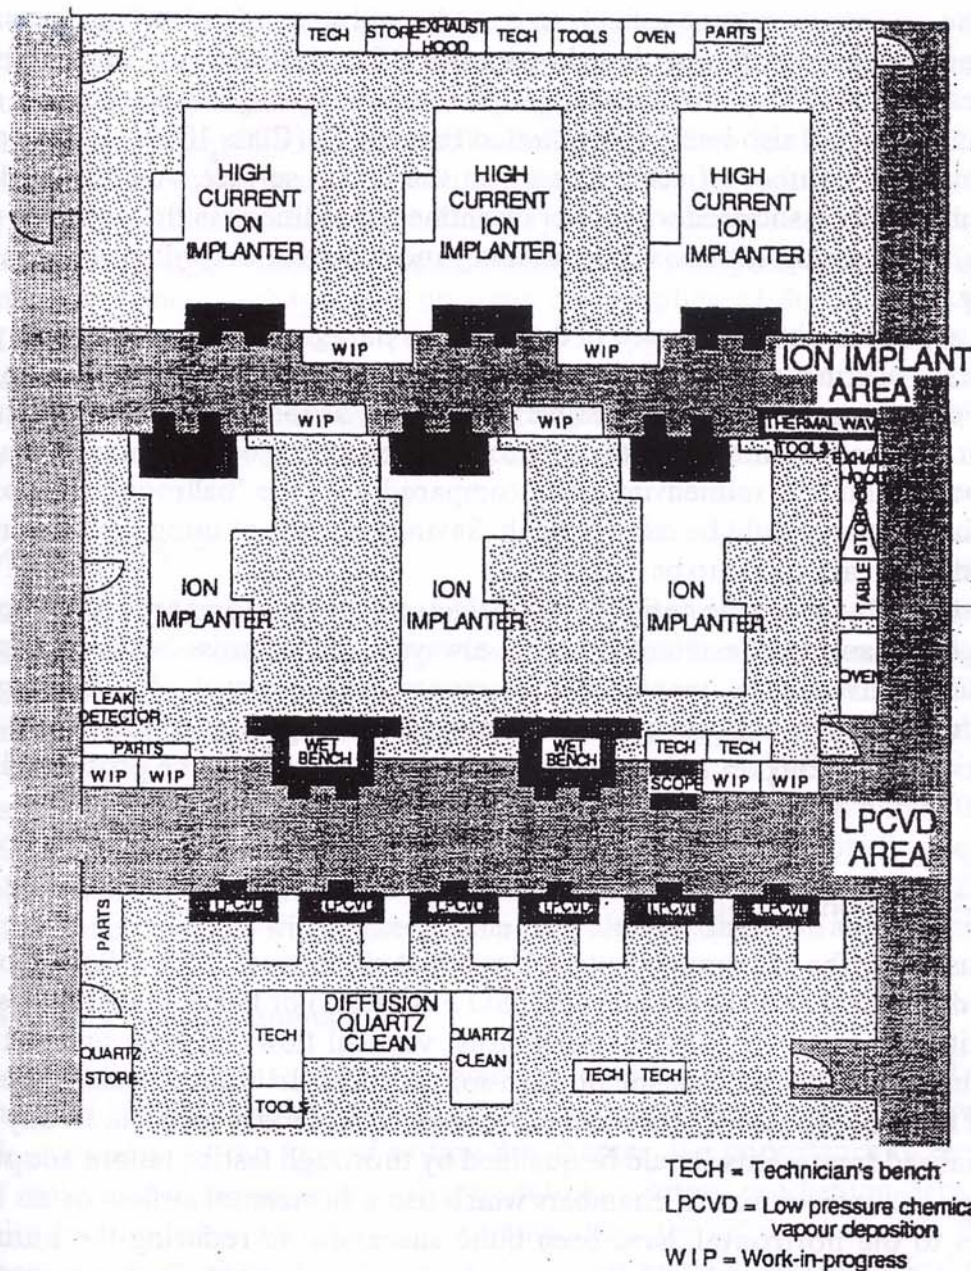 TECH
STORE
EXHAUST
HOOD
TECH
TOOLS
OVEN
PARTS
HIGH
CURRENT
ION
IMPLANTER
HIGH
CURRENT
ION
IMPLANTER
HIGH
CURRENT
ION
IMPLANTER
WIP
WIP
ION IMPLANT
AREA
WIP
WIP
THERMAL WAVE
TOOLS
HOOD
TABLE STORAGE
ION
IMPLANTER
ION
IMPLANTER
ION
IMPLANTER
OVEN
LEAK
DETECTOR
PARTS
WIP
WIP
WET
BENCH
WET
BENCH
TECH
TECH
SCOPE
WIP
WIP
LPCVD
AREA
LPCVD
LPCVD
LPCVD
LPCVD
LPCVD
LPCVD
PARTS
QUARTZ
STORE
TECH
TOOLS
DIFFUSION
QUARTZ
CLEAN
QUARTZ
CLEAN
TECH
TECH
TECH = Technician's bench
LPCVD = Low pressure chemica
vapour deposition
WIP = Work-in-progress